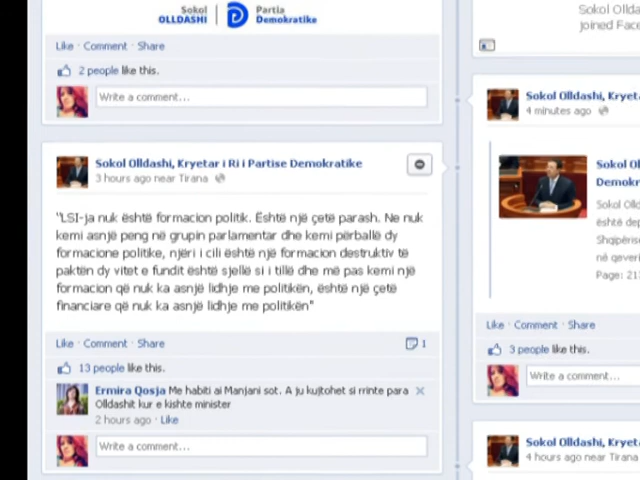 Sokol
OLLDASHI
Partia
Demokratike
Like · Comment · Share
2 people like this.
Write a comment...
Sokol Olldashi, Kryetar i Ri i Partise Demokratike
3 hours ago near Tirana
"LSI-ja nuk është formacion politik. Është një çetë parash. Ne nuk
kemi asnjë peng në grupin parlamentar dhe kemi përballë dy
formacione politike, njëri i cili është një formacion destruktiv të
paktën dy vitet e fundit është sjellë si i tillë dhe më pas kemi një
formacion që nuk ka asnjë lidhje me politikën, është një çetë
financiare që nuk ka asnjë lidhje me politikën"
Like · Comment · Share
1
13 people like this.
Ermira Qosja Me habiti ai Manjani sot. A ju kujtohet si rrinte para
Olldashit kur e kishte minister
2 hours ago · Like
Write a comment...
Sokol
joined
Sokol Olldashi,
4 minutes ago
Sokol
është
në
Page:
Like · Comment · Share
3 people like this.
Write a comment...
Sokol Olldashi,
4 hours ago near Tirana